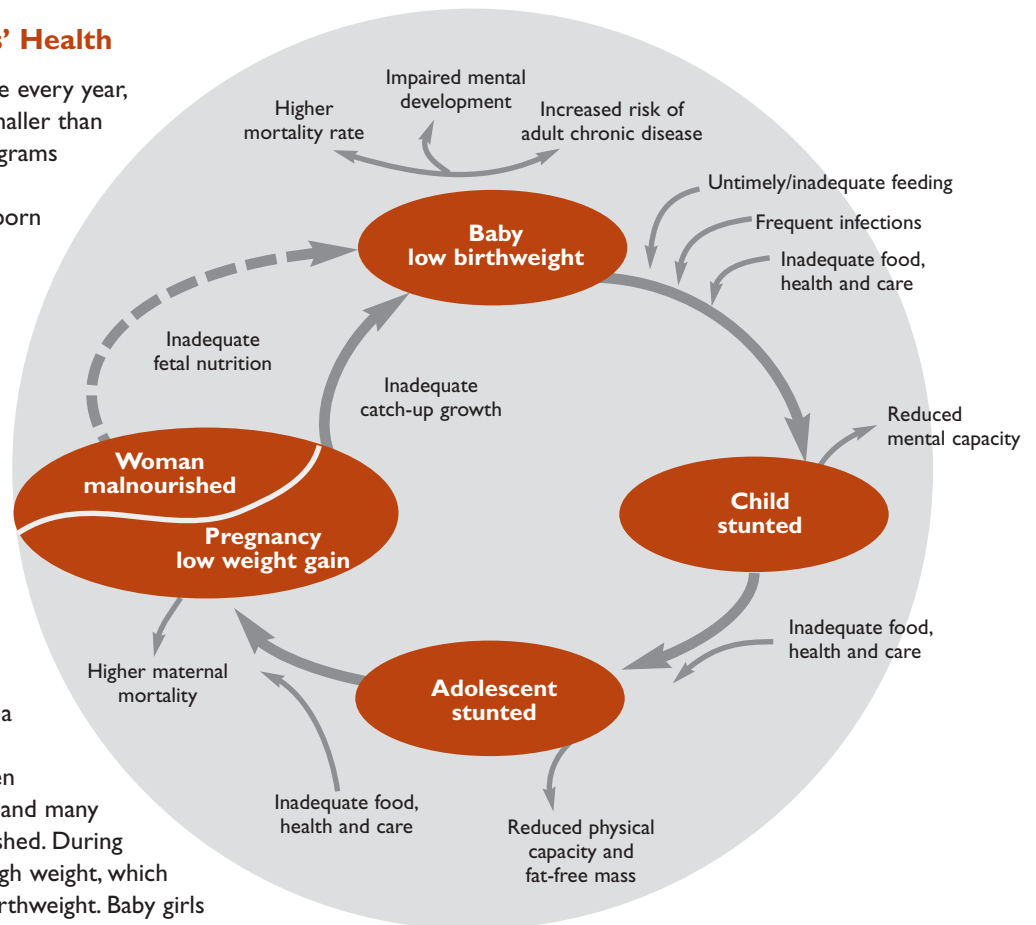 s’ Health
e every year,
naller than
grams
born
Impaired mental
development
Higher
mortality rate
Increased risk of
adult chronic disease
Untimely/inadequate feeding
Frequent infections
Inadequate food,
health and care
Baby
low birthweight
Inadequate
fetal nutrition
Inadequate
catch-up growth
Reduced
mental capacity
Woman
malnourished
Pregnancy
low weight gain
Child
stunted
Inadequate food,
health and care
Higher maternal
mortality
Adolescent
stunted
Inadequate food,
health and care
Reduced physical
capacity and
fat-free mass
a
en
and many
shed. During
gh weight, which
rthweight. Baby girls